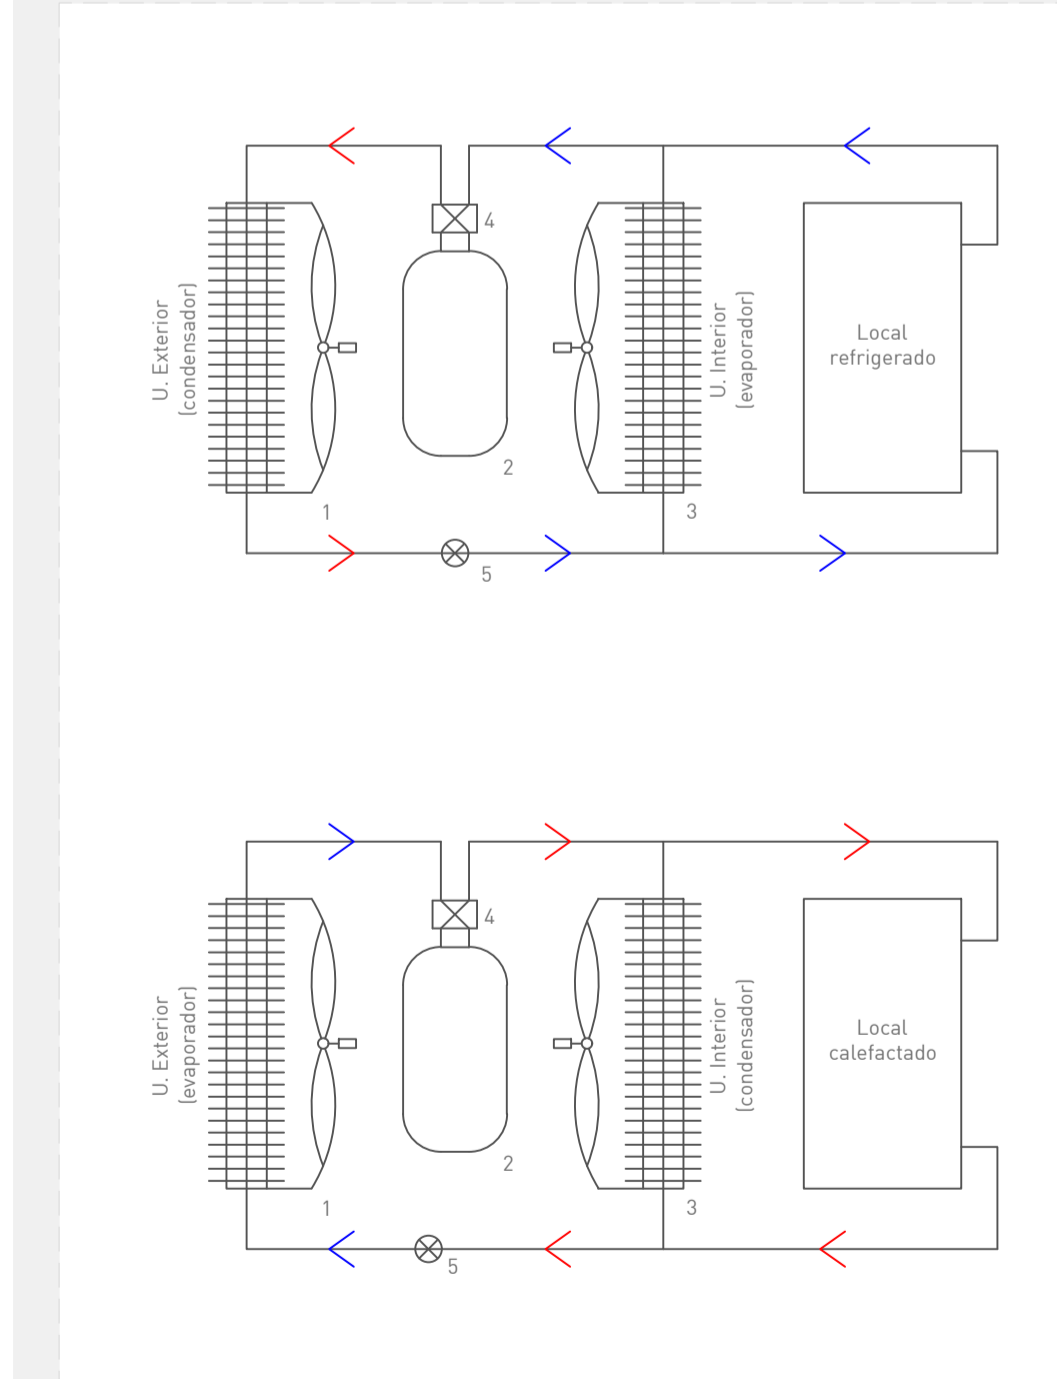 4
U. Exterior
(condensador)
U. Interior
(evaporador)
Local
refrigerado
2
1
3
5
4
U. Exterior
(evaporador)
U. Interior
(condensador)
Local
calefactado
2
1
3
5